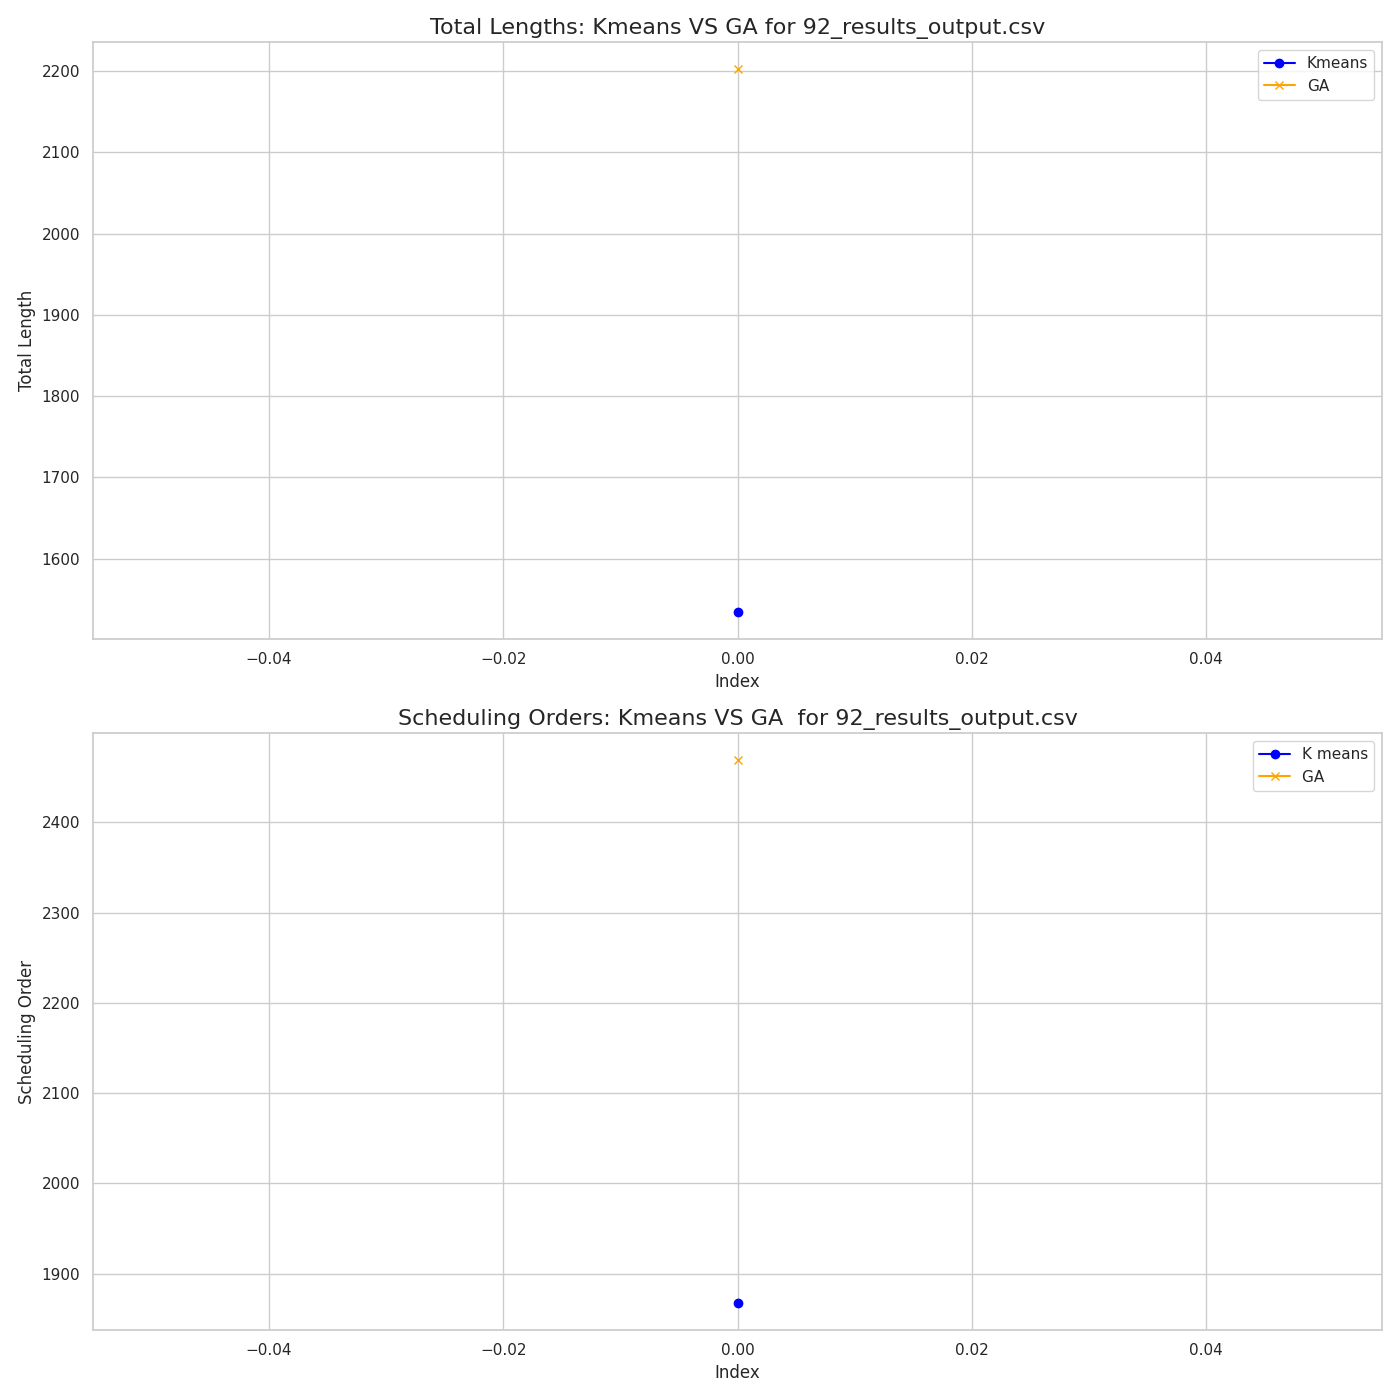 Total Lengths: Kmeans VS GA for 92_results_output.csv
Kmeans
GA
2200
2100
2000
1900
1800
1700
1600
Total Length
−0.04
−0.02
0.00
0.02
0.04
Index
Scheduling Orders: Kmeans VS GA  for 92_results_output.csv
K means
GA
2400
2300
2200
2100
2000
1900
Scheduling Order
−0.04
−0.02
0.00
0.02
0.04
Index